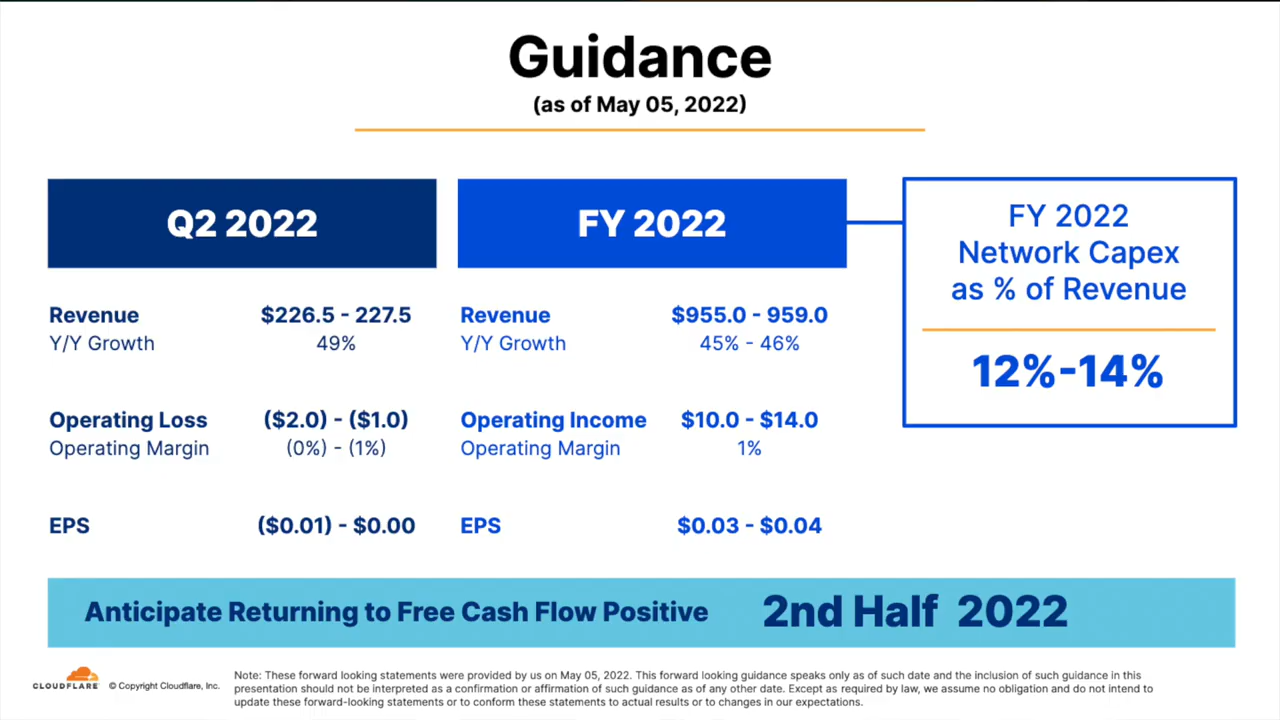 Guidance
(as of May 05, 2022)
Q2 2022
Revenue $226.5 - 227.5
Y/Y Growth 49%
Operating Loss ($2.0) - ($1.0)
Operating Margin (0%) - (1%)
EPS ($0.01) - $0.00
FY 2022
Revenue $955.0 - 959.0
Y/Y Growth 45% - 46%
Operating Income $10.0 - $14.0
Operating Margin 1%
EPS $0.03 - $0.04
FY 2022
Network Capex
as % of Revenue
12%-14%
Anticipate Returning to Free Cash Flow Positive 2nd Half 2022
CLOUDFLARE
© Copyright Cloudflare, Inc.
Note: These forward looking statements were provided by us on May 05, 2022. This forward looking guidance speaks only as of such date and the inclusion of such guidance in this
presentation should not be interpreted as a confirmation or affirmation of such guidance as of any other date. Except as required by law, we assume no obligation and do not intend to
update these forward-looking statements or to conform these statements to actual results or to changes in our expectations.